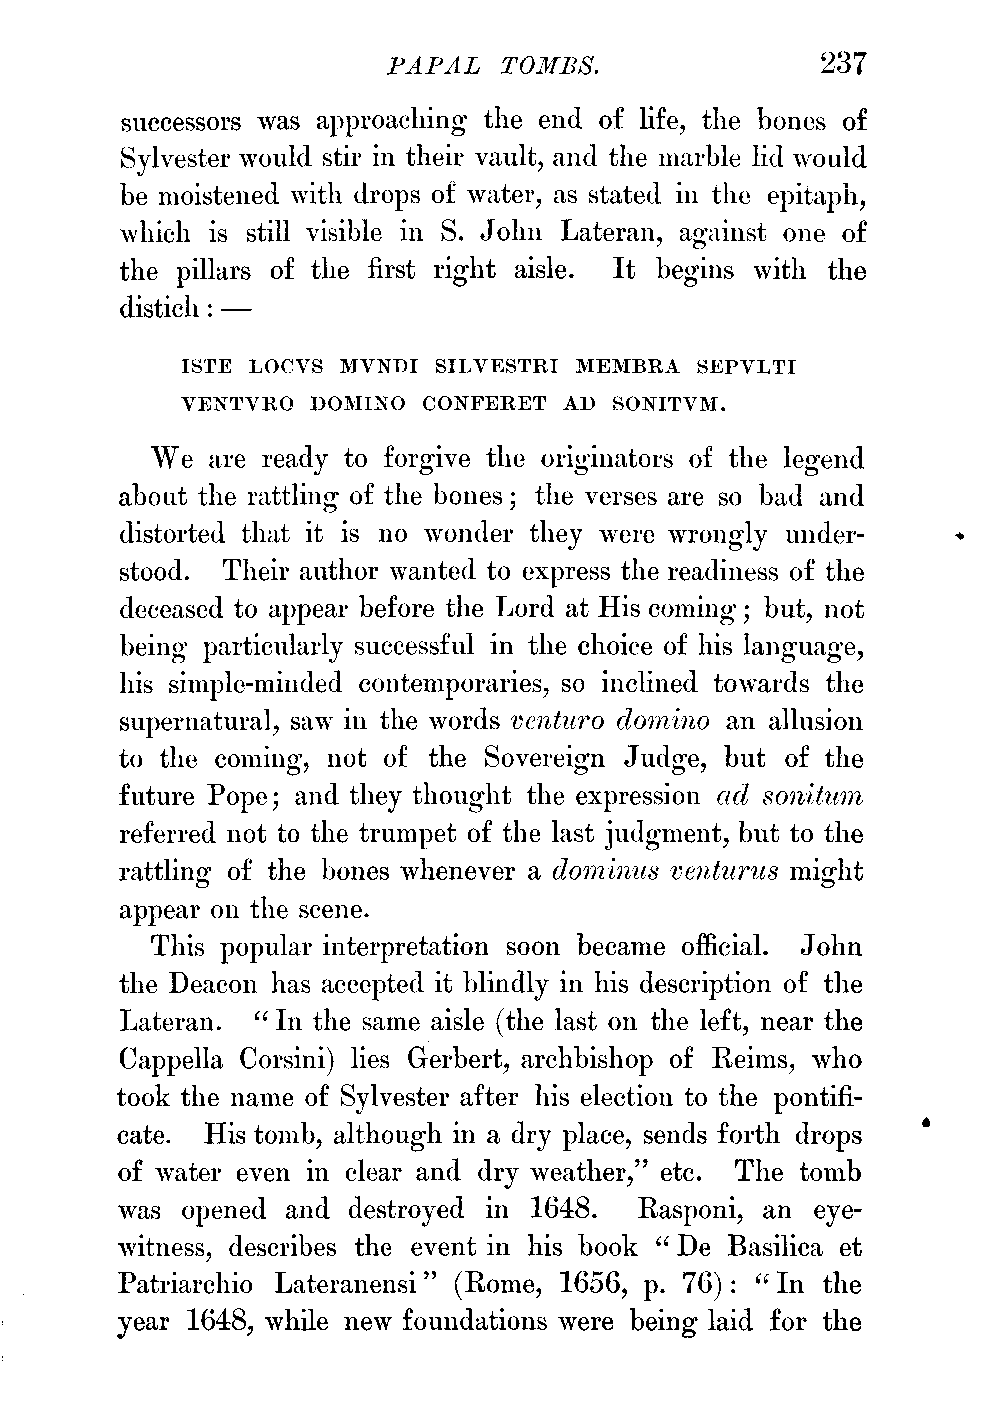 PAPAL TOMBS. 237
successors was approaching the end of life, the bones of
Sylvester would stir in their vault, and the marble lid would
be moistened with drops of water, as stated in the epitaph,
which is still visible in S. John Lateran, against one of
the pillars of the first right aisle. It begins with the
distich : —
ISTE LOCVS MVNDI SILVESTRI MEMBRA SEPVLTI
VENTVRO DOMINO CONFERET AD SONITVM.
We are ready to forgive the originators of the legend
about the rattling of the bones; the verses are so bad and
distorted that it is no wonder they were wrongly under-
stood. Their author wanted to express the readiness of the
deceased to appear before the Lord at His coming; but, not
being particularly successful in the choice of his language,
his simple-minded contemporaries, so inclined towards the
supernatural, saw in the words venturo domino an allusion
to the coming, not of the Sovereign Judge, but of the
future Pope; and they thought the expression ad sonitum
referred not to the trumpet of the last judgment, but to the
rattling of the bones whenever a dominus venturus might
appear on the scene.
This popular interpretation soon became official. John
the Deacon has accepted it blindly in his description of the
Lateran. “In the same aisle (the last on the left, near the
Cappella Corsini) lies Gerbert, archbishop of Reims, who
took the name of Sylvester after his election to the pontifi-
cate. His tomb, although in a dry place, sends forth drops
of water even in clear and dry weather,” etc. The tomb
was opened and destroyed in 1648. Rasponi, an eye-
witness, describes the event in his book “De Basilica et
Patriarchio Lateranensi” (Rome, 1656, p. 76): “In the
year 1648, while new foundations were being laid for the